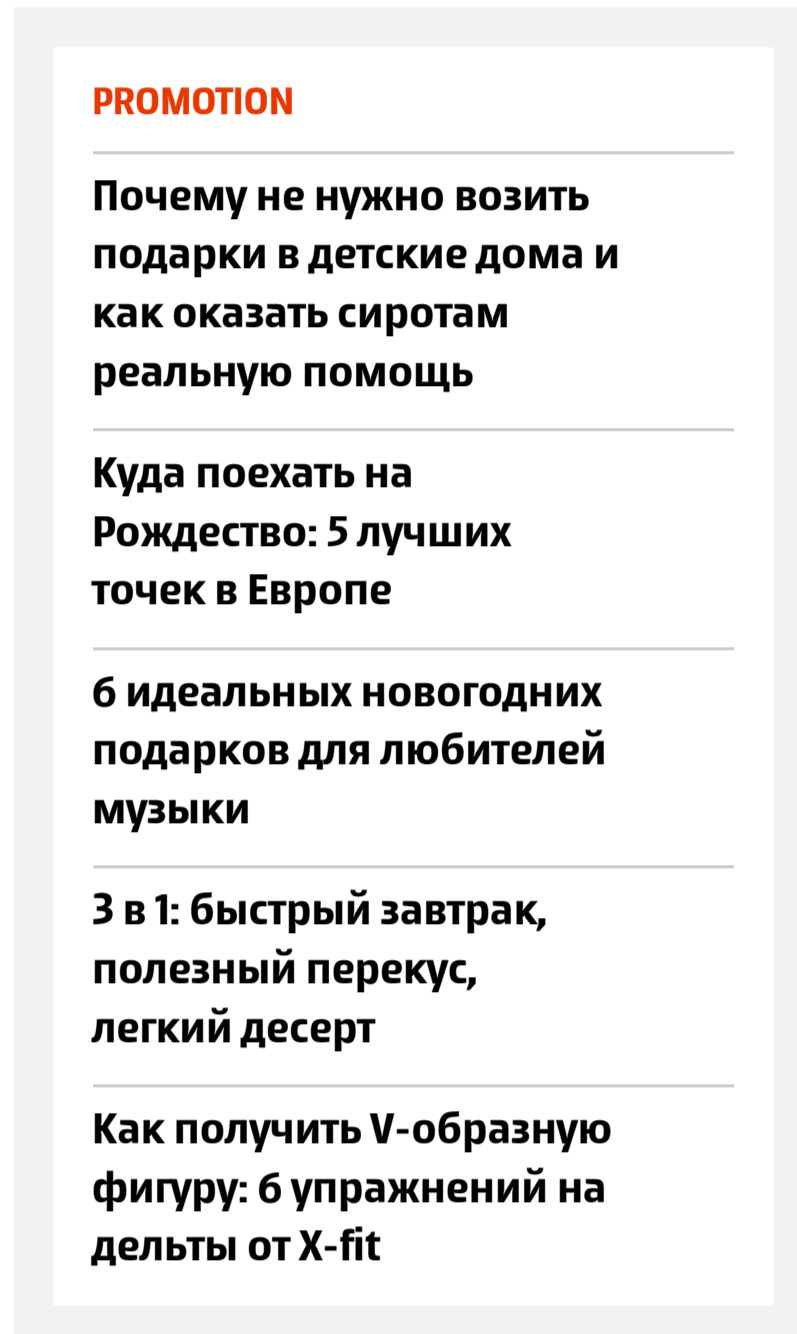 PROMOTION
Почему не нужно возить
подарки в детские дома и
как оказать сиротам
реальную помощь
Куда поехать на
Рождество: 5 лучших
точек в Европе
6 идеальных новогодних
подарков для любителей
музыки
3 в 1: быстрый завтрак,
полезный перекус,
легкий десерт
Как получить V-образную
фигуру: 6 упражнений на
дельты от X-fit